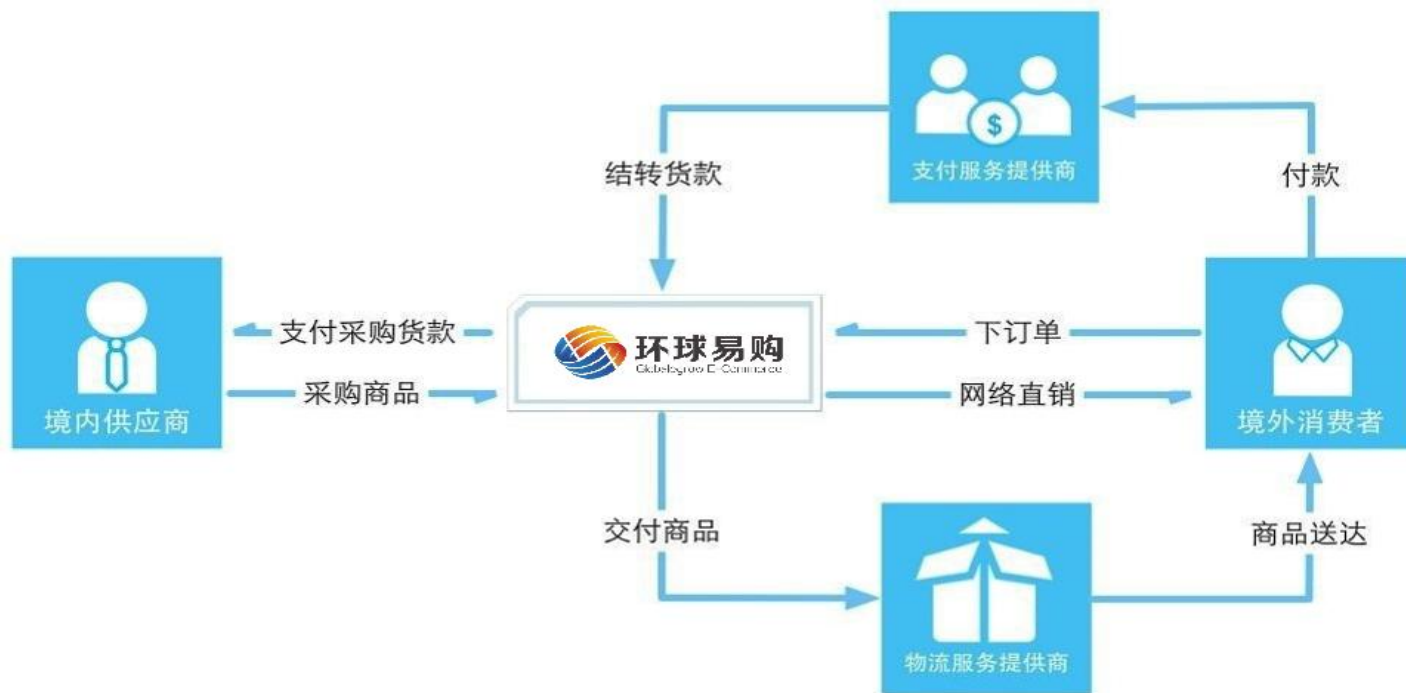 $
支付服务提供商
结转货款
付款
支付采购货款
环球易购
Globalegrow E-Commerce
下订单
采购商品
网络直销
境内供应商
境外消费者
交付商品
商品送达
物流服务提供商